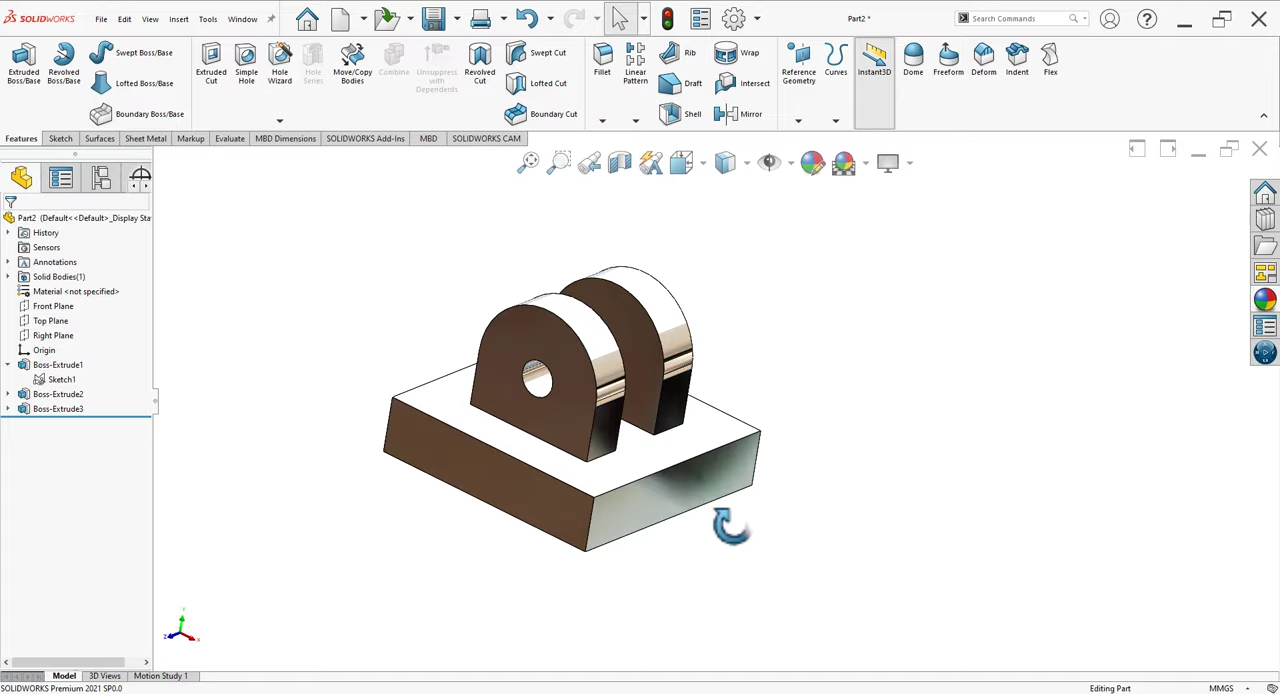 SOLIDWORKS File Edit View Insert Tools Window Part2 * Search Commands
Extruded Boss/Base
Revolved Boss/Base
Swept Boss/Base
Lofted Boss/Base
Boundary Boss/Base
Extruded Cut
Simple Hole
Hole Wizard
Hole Series
Move/Copy Bodies
Combine
Unsuppress with Dependents
Revolved Cut
Swept Cut
Lofted Cut
Boundary Cut
Fillet
Linear Pattern
Rib
Draft
Shell
Wrap
Intersect
Mirror
Reference Geometry
Curves
Instant3D
Dome
Freeform
Deform
Indent
Flex
Features Sketch Surfaces Sheet Metal Markup Evaluate MBD Dimensions SOLIDWORKS Add-Ins MBD SOLIDWORKS CAM
Part2 (Default<<Default>_Display Sta
History
Sensors
Annotations
Solid Bodies(1)
Material <not specified>
Front Plane
Top Plane
Right Plane
Origin
Boss-Extrude1
Sketch1
Boss-Extrude2
Boss-Extrude3
Y
Z X
Model 3D Views Motion Study 1
SOLIDWORKS Premium 2021 SP0.0 Editing Part MMGS